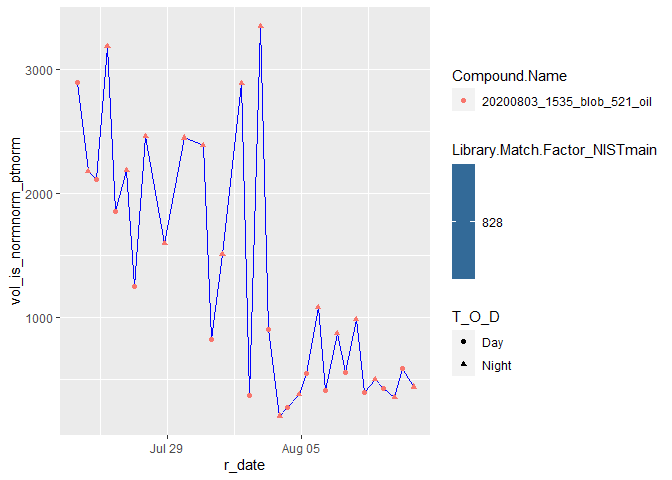 3000
2000
1000
vol_is_normnorm_ptnorm
Jul 29
Aug 05
r_date
Compound.Name
20200803_1535_blob_521_oil
Library.Match.Factor_NISTmain
828
T_O_D
Day
Night